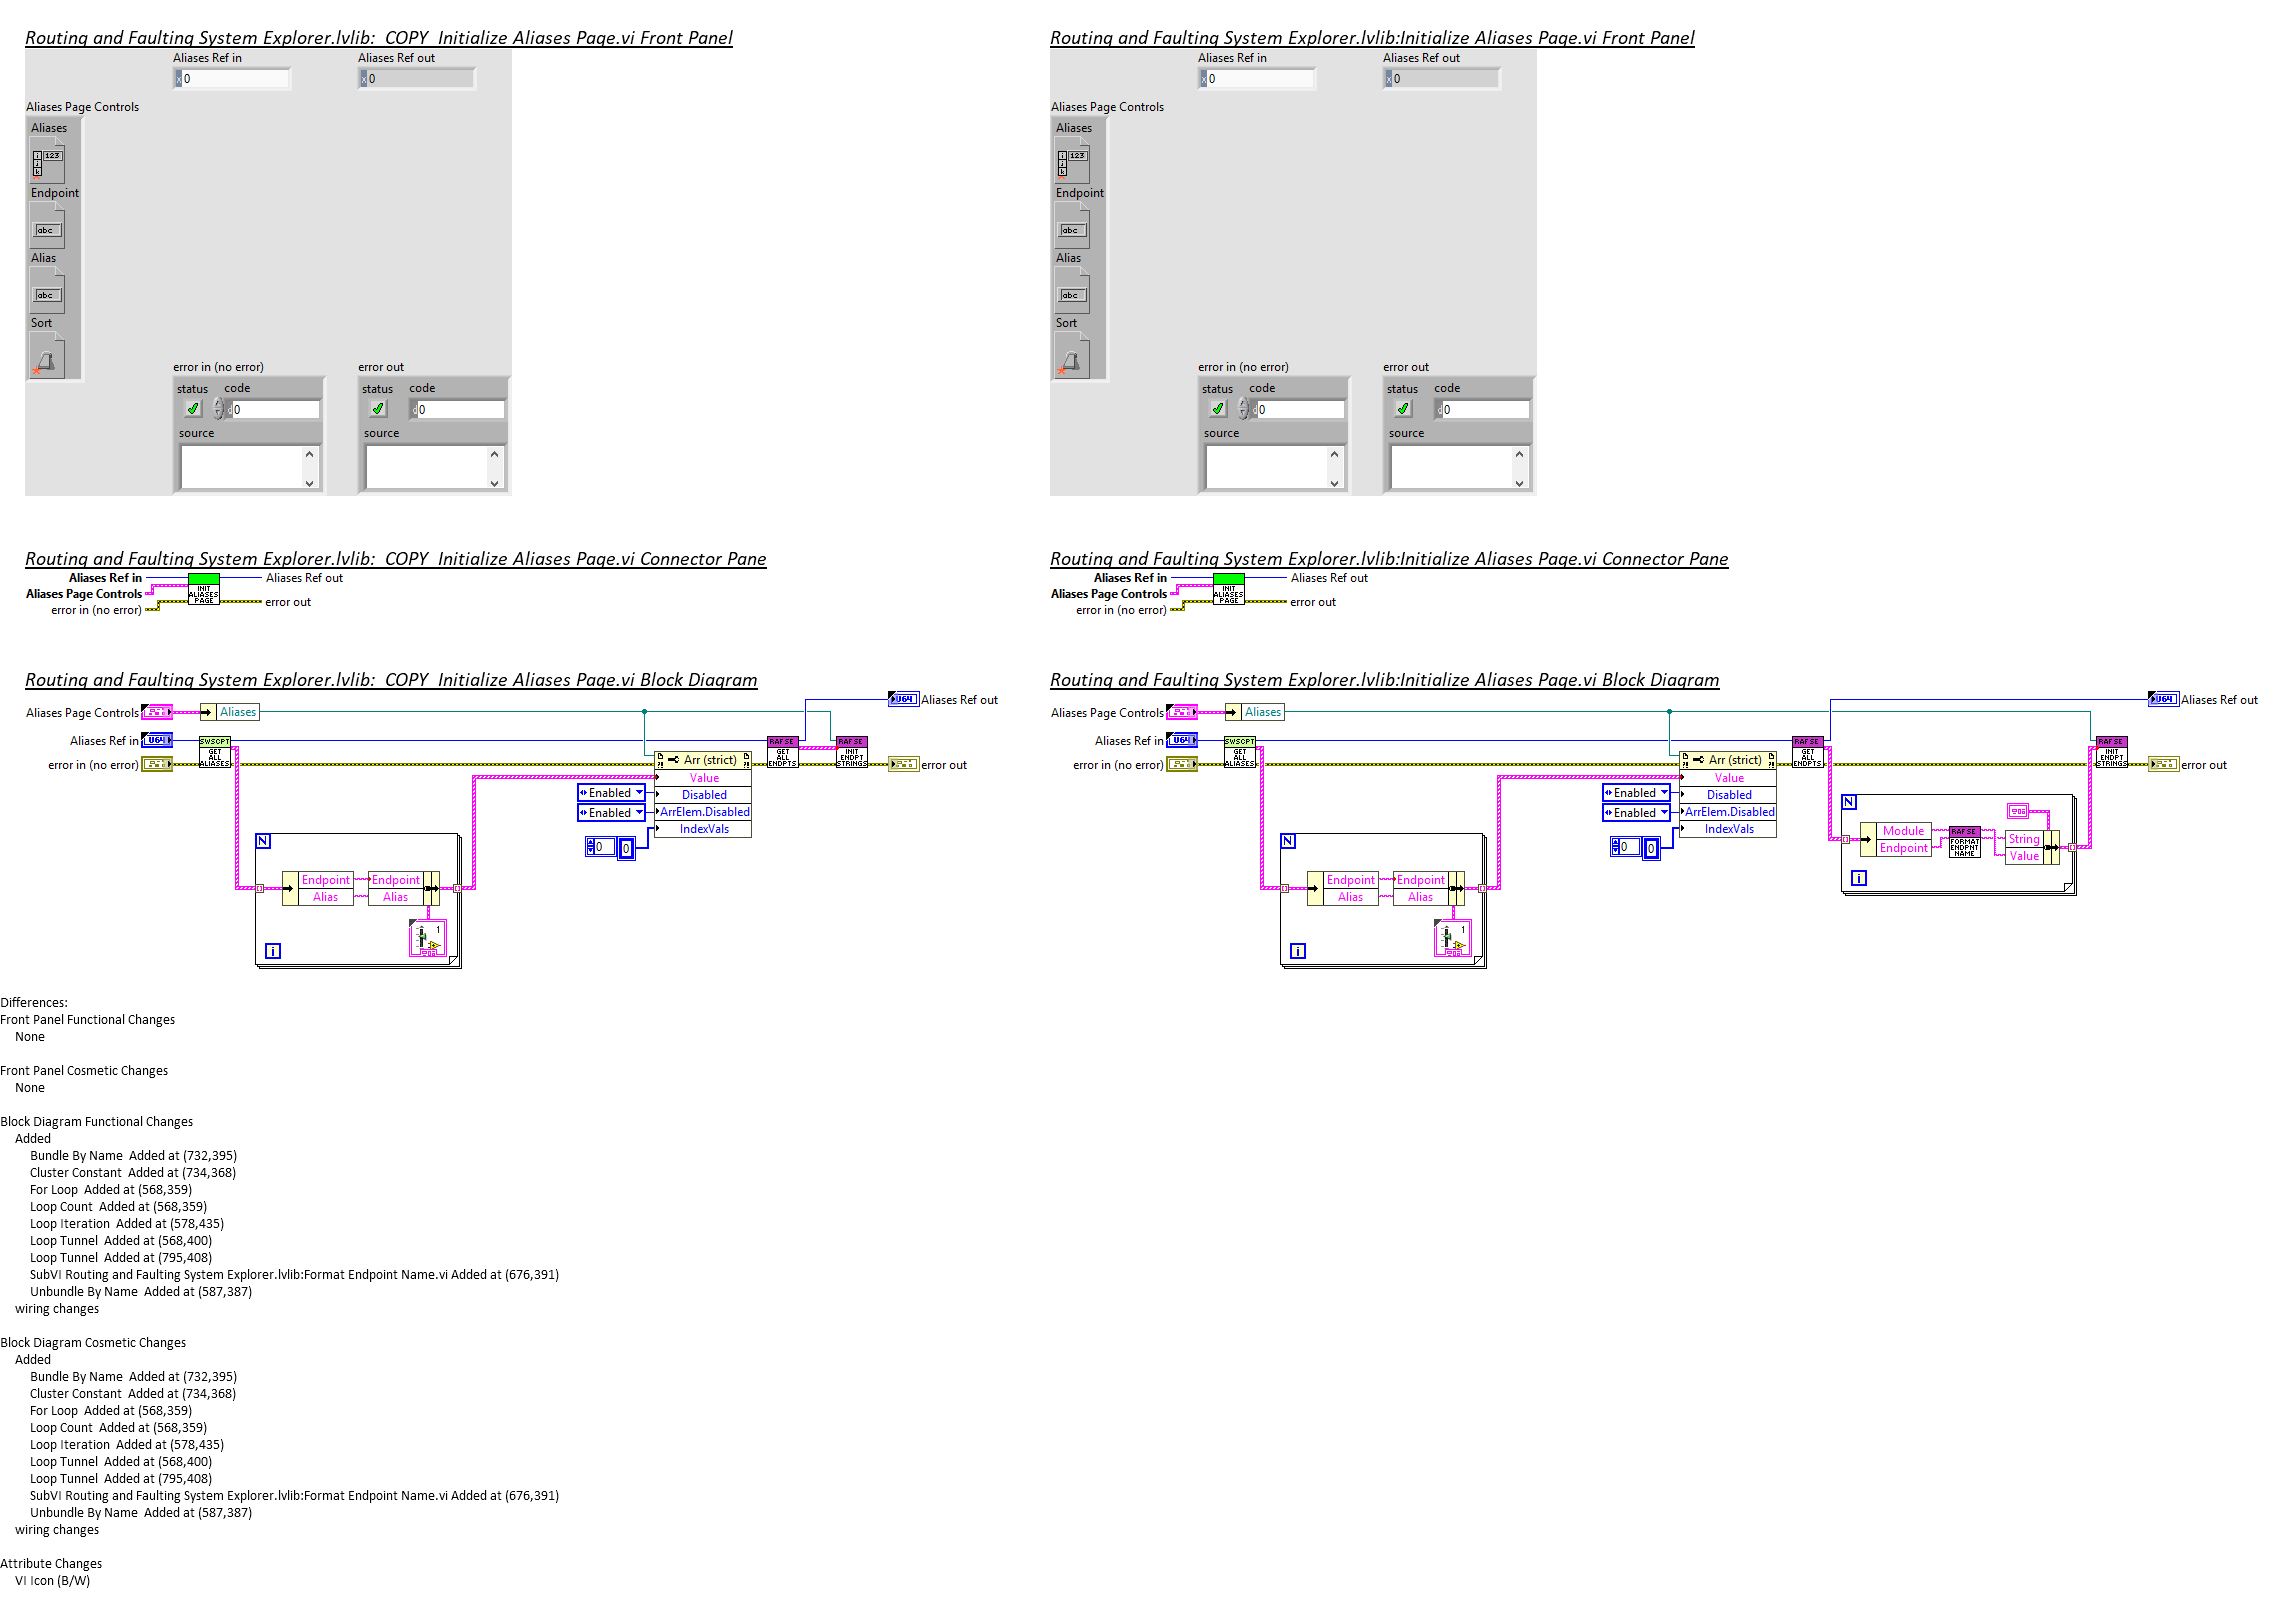 Routing and Faulting System Explorer.lvlib:  COPY  Initialize Aliases Page.vi Front Panel
Aliases Ref in
Aliases Ref out
x 0
x 0
Aliases Page Controls
Aliases
i 123
j
k
Endpoint
abc
Alias
abc
Sort
error in (no error)
error out
status code
status code
d 0
d 0
source
source
Routing and Faulting System Explorer.lvlib:Initialize Aliases Page.vi Front Panel
Aliases Ref in
Aliases Ref out
x 0
x 0
Aliases Page Controls
Aliases
i 123
j
k
Endpoint
abc
Alias
abc
Sort
error in (no error)
error out
status code
status code
d 0
d 0
source
source
Routing and Faulting System Explorer.lvlib:  COPY  Initialize Aliases Page.vi Connector Pane
Aliases Ref in
Aliases Page Controls
error in (no error)
INIT
ALIASES
PAGE
Aliases Ref out
error out
Routing and Faulting System Explorer.lvlib:Initialize Aliases Page.vi Connector Pane
Aliases Ref in
Aliases Page Controls
error in (no error)
INIT
ALIASES
PAGE
Aliases Ref out
error out
Routing and Faulting System Explorer.lvlib:  COPY  Initialize Aliases Page.vi Block Diagram
Aliases Page Controls
Aliases
Aliases Ref in
U64
error in (no error)
SWSCPT
GET
ALL
ALIASES
Arr (strict)
Value
Disabled
ArrElem.Disabled
IndexVals
Enabled
Enabled
0 0
RAFSE
GET
ALL
ENDPTS
RAFSE
INIT
ENDPT
STRINGS
U64 Aliases Ref out
error out
N
Endpoint Endpoint
Alias Alias
1
i
Routing and Faulting System Explorer.lvlib:Initialize Aliases Page.vi Block Diagram
Aliases Page Controls
Aliases
Aliases Ref in
U64
error in (no error)
SWSCPT
GET
ALL
ALIASES
Arr (strict)
Value
Disabled
ArrElem.Disabled
IndexVals
Enabled
Enabled
0 0
RAFSE
GET
ALL
ENDPTS
RAFSE
INIT
ENDPT
STRINGS
U64 Aliases Ref out
error out
N
Endpoint Endpoint
Alias Alias
1
i
N
Module
Endpoint
RAFSE
FORMAT
ENDPNT
NAME
String
Value
i
Differences:
Front Panel Functional Changes
None
Front Panel Cosmetic Changes
None
Block Diagram Functional Changes
Added
Bundle By Name  Added at (732,395)
Cluster Constant  Added at (734,368)
For Loop  Added at (568,359)
Loop Count  Added at (568,359)
Loop Iteration  Added at (578,435)
Loop Tunnel  Added at (568,400)
Loop Tunnel  Added at (795,408)
SubVI Routing and Faulting System Explorer.lvlib:Format Endpoint Name.vi Added at (676,391)
Unbundle By Name  Added at (587,387)
wiring changes
Block Diagram Cosmetic Changes
Added
Bundle By Name  Added at (732,395)
Cluster Constant  Added at (734,368)
For Loop  Added at (568,359)
Loop Count  Added at (568,359)
Loop Iteration  Added at (578,435)
Loop Tunnel  Added at (568,400)
Loop Tunnel  Added at (795,408)
SubVI Routing and Faulting System Explorer.lvlib:Format Endpoint Name.vi Added at (676,391)
Unbundle By Name  Added at (587,387)
wiring changes
Attribute Changes
VI Icon (B/W)